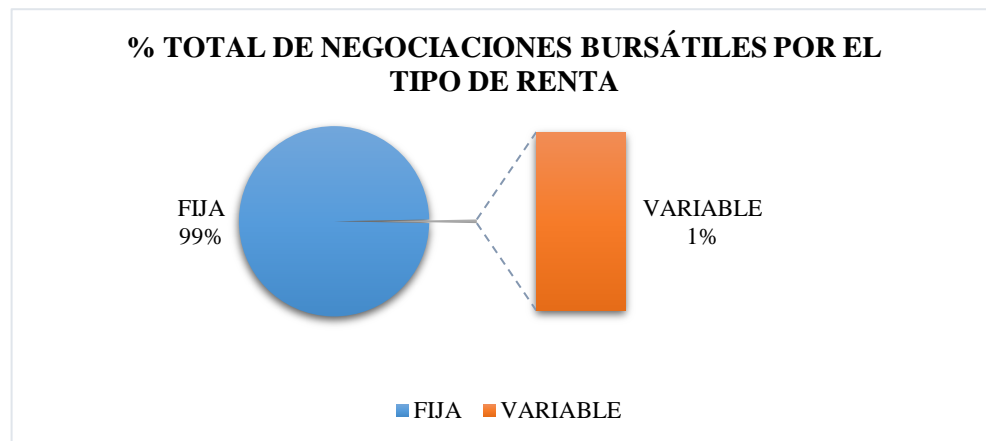 % TOTAL DE NEGOCIACIONES BURSÁTILES POR EL
TIPO DE RENTA
FIJA
99%
VARIABLE
1%
FIJA VARIABLE